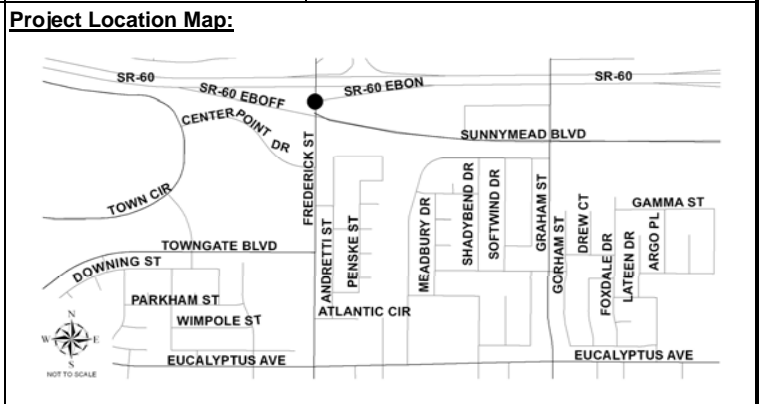 Project Location Map:
SR-60
SR-60
SR-60 EBOFF
SR-60 EBON
CENTERPOINT DR
SUNNYMEAD BLVD
FREDERICK ST
TOWN CIR
ANDRETTI ST
PENSKE ST
MEADBURY DR
SHADYBEND DR
SOFTWIND DR
GRAHAM ST
GORHAM ST
DREW CT
FOXDALE DR
LATEEN DR
ARGO PL
GAMMA ST
TOWNGATE BLVD
DOWNING ST
PARKHAM ST
WIMPOLE ST
ATLANTIC CIR
N
W
E
S
NOT TO SCALE
EUCALYPTUS AVE
EUCALYPTUS AVE